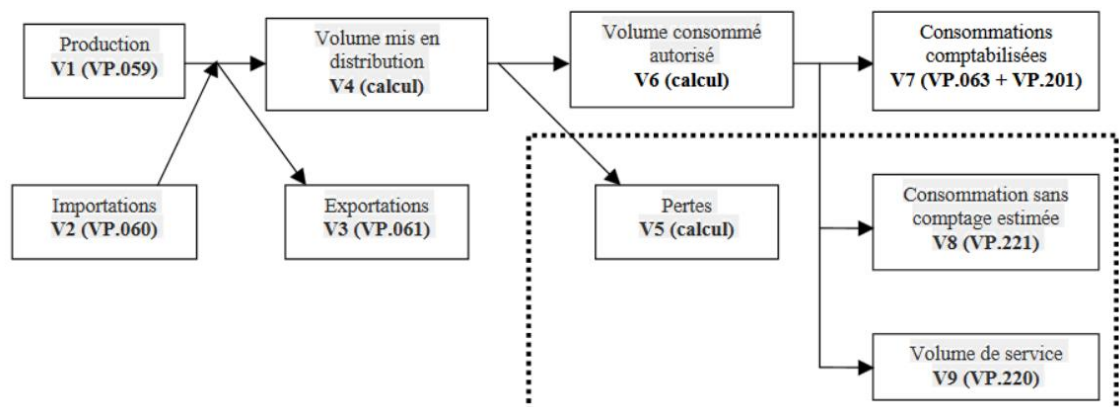 Production
V1 (VP.059)
Volume mis en
distribution
V4 (calcul)
Volume consommé
autorisé
V6 (calcul)
Consommations
comptabilisées
V7 (VP.063 + VP.201)
Importations
V2 (VP.060)
Exportations
V3 (VP.061)
Pertes
V5 (calcul)
Consommation sans
comptage estimée
V8 (VP.221)
Volume de service
V9 (VP.220)